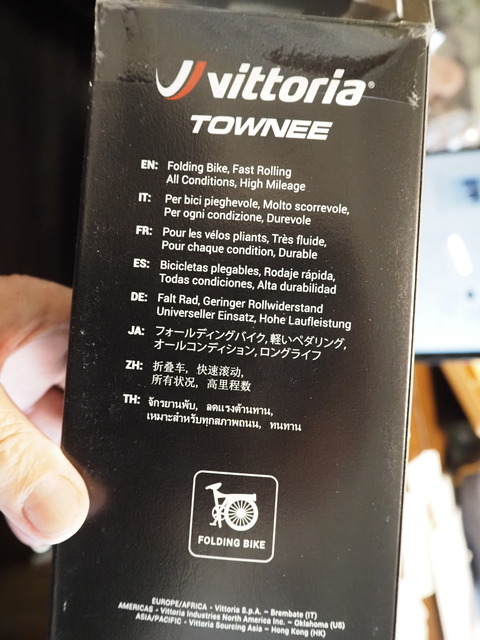 vittoria®
TOWNEE
EN: Folding Bike, Fast Rolling
All Conditions, High Mileage
IT: Per bici pieghevole, Molto scorrevole,
Per ogni condizione, Durevole
FR: Pour les vélos pliants, Très fluide,
Pour chaque condition, Durable
ES: Bicicletas plegables, Rodaje rápida,
Todas condiciones, Alta durabilidad
DE: Falt Rad, Geringer Rollwiderstand
Universeller Einsatz, Hohe Laufleistung
JA: フォールディングバイク, 軽いペダリング,
オールコンディション, ロングライフ
ZH: 折叠车, 快速滚动,
所有状况, 高里程数
TH: จักรยานพับ, ลดแรงต้านทาน,
เหมาะสำหรับทุกสภาพถนน, ทนทาน
FOLDING BIKE
EUROPE/AFRICA - Vittoria S.p.A. - Brembate (IT)
AMERICAS - Vittoria Industries North America Inc. - Oklahoma (US)
ASIA/PACIFIC - Vittoria Sourcing Asia - Hong Kong (HK)